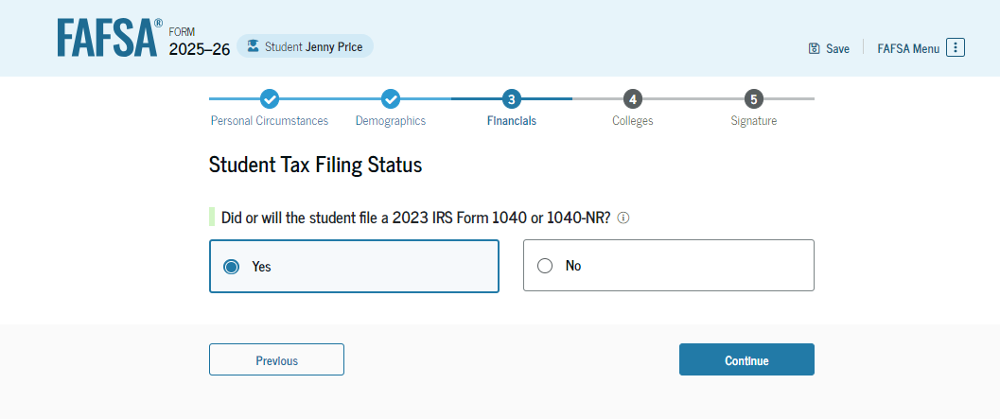 FAFSA® FORM
2025–26
Student Jenny Price
Save
FAFSA Menu
3
4
5
Personal Circumstances
Demographics
Financials
Colleges
Signature
Student Tax Filing Status
Did or will the student file a 2023 IRS Form 1040 or 1040-NR?
Yes
No
Previous
Continue